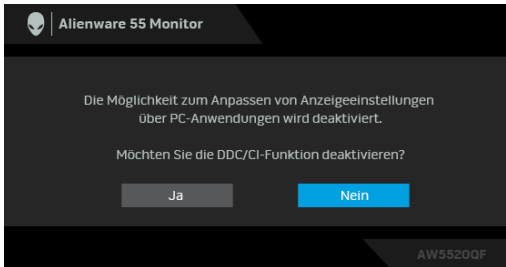 Alienware 55 Monitor
Die Möglichkeit zum Anpassen von Anzeigeeinstellungen
über PC-Anwendungen wird deaktiviert.
Möchten Sie die DDC/CI-Funktion deaktivieren?
Ja
Nein
AW5520QF